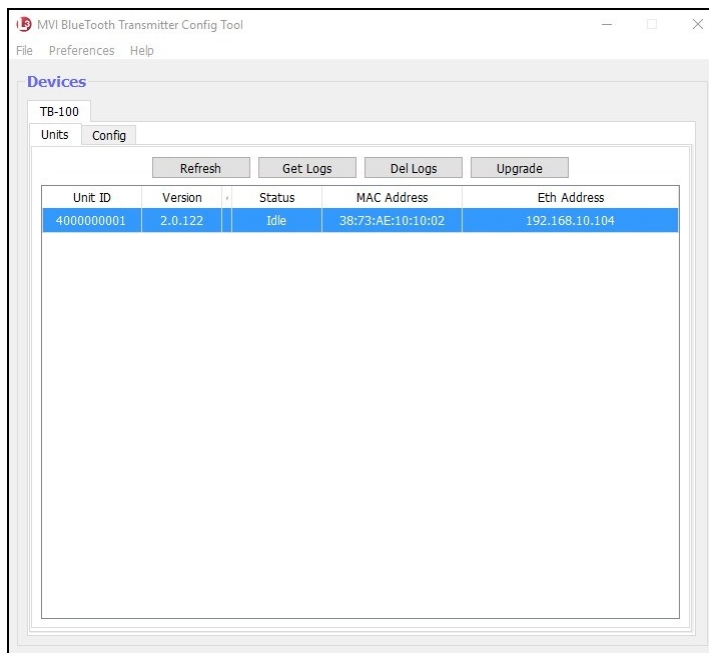 MVI BlueTooth Transmitter Config Tool
File Preferences Help
Devices
TB-100
Units Config
Refresh Get Logs Del Logs Upgrade
Unit ID Version Status MAC Address Eth Address
4000000001 2.0.122 Idle 38:73:AE:10:10:02 192.168.10.104